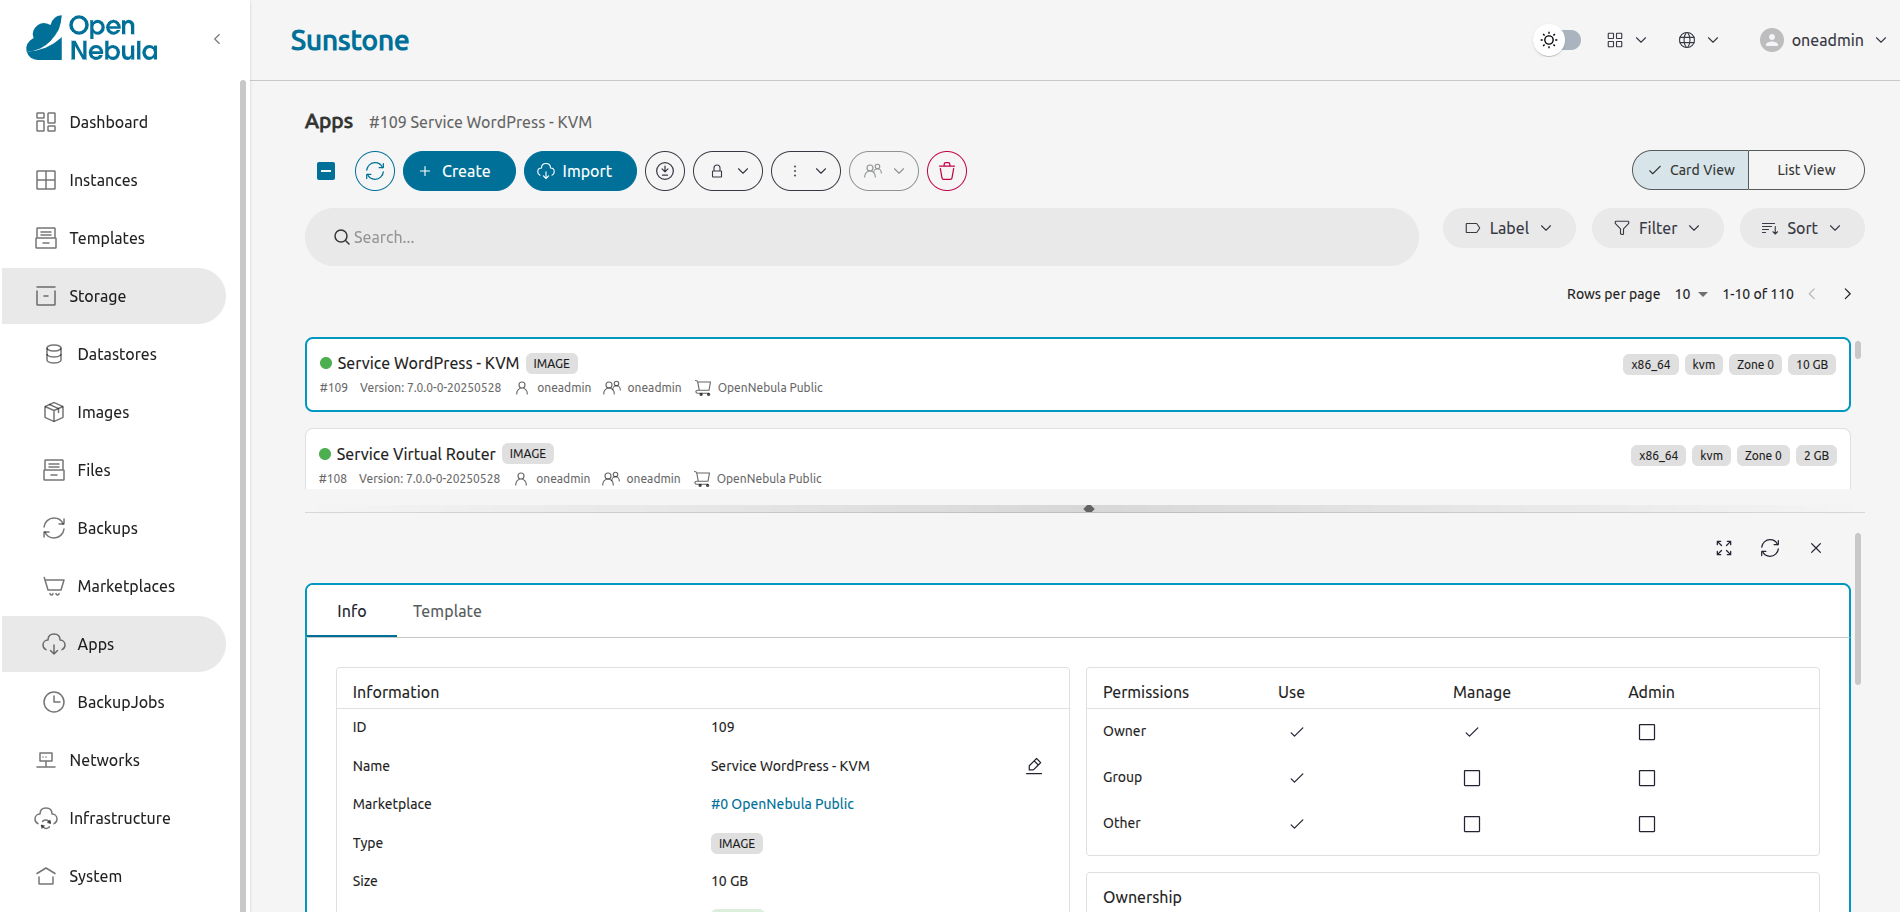 Open
Nebula
Sunstone
oneadmin
Dashboard
Instances
Templates
Storage
Datastores
Images
Files
Backups
Marketplaces
Apps
BackupJobs
Networks
Infrastructure
System
Apps #109 Service WordPress - KVM
Create Import Card View List View
Search... Label Filter Sort
Rows per page 10 1-10 of 110
Service WordPress - KVM IMAGE x86_64 kvm Zone 0 10 GB
#109 Version: 7.0.0-0-20250528 oneadmin oneadmin OpenNebula Public
Service Virtual Router IMAGE x86_64 kvm Zone 0 2 GB
#108 Version: 7.0.0-0-20250528 oneadmin oneadmin OpenNebula Public
Info Template
Information
ID 109
Name Service WordPress - KVM
Marketplace #0 OpenNebula Public
Type IMAGE
Size 10 GB
Permissions Use Manage Admin
Owner
Group
Other
Ownership